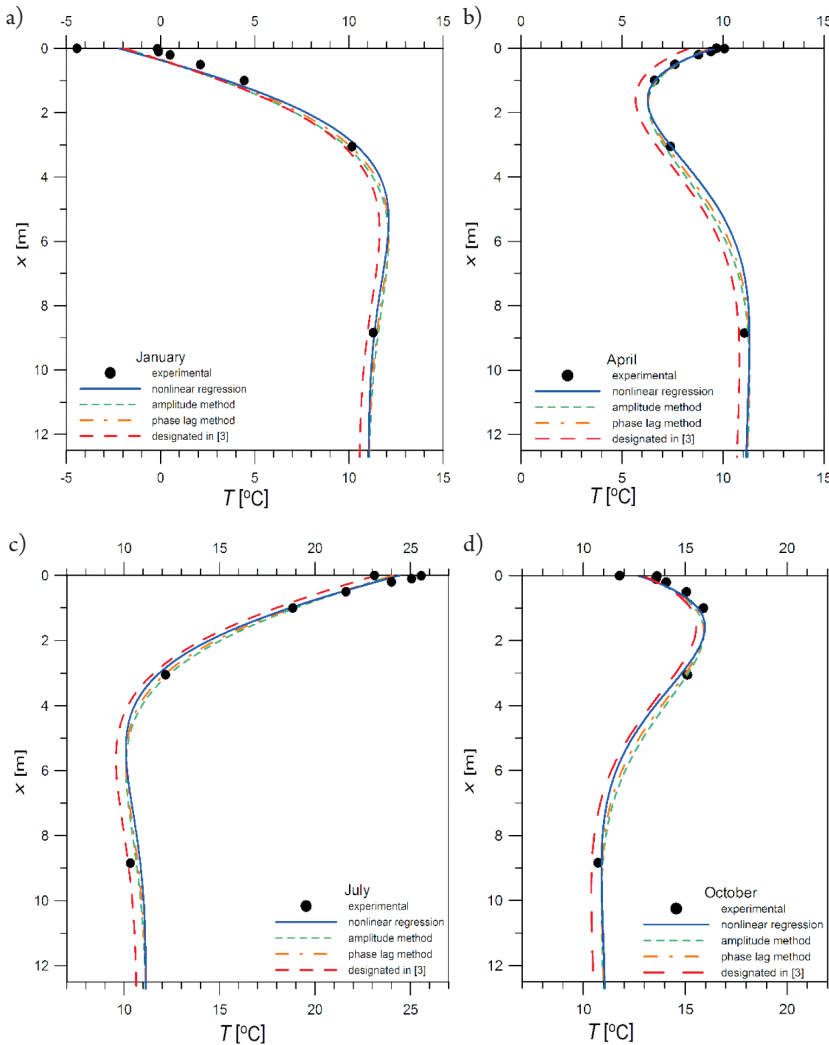 a)
-5 0 5 10 15
0
2
4
6
8
10
12
x [m]
January
experimental
nonlinear regression
amplitude method
phase lag method
designated in [3]
-5 0 5 10 15
T [°C]
b)
0 5 10 15
0
2
4
6
8
10
12
x [m]
April
experimental
nonlinear regression
amplitude method
phase lag method
designated in [3]
0 5 10 15
T [°C]
c)
10 15 20 25
0
2
4
6
8
10
12
x [m]
July
experimental
nonlinear regression
amplitude method
phase lag method
designated in [3]
10 15 20 25
T [°C]
d)
10 15 20
0
2
4
6
8
10
12
x [m]
October
experimental
nonlinear regression
amplitude method
phase lag method
designated in [3]
10 15 20
T [°C]